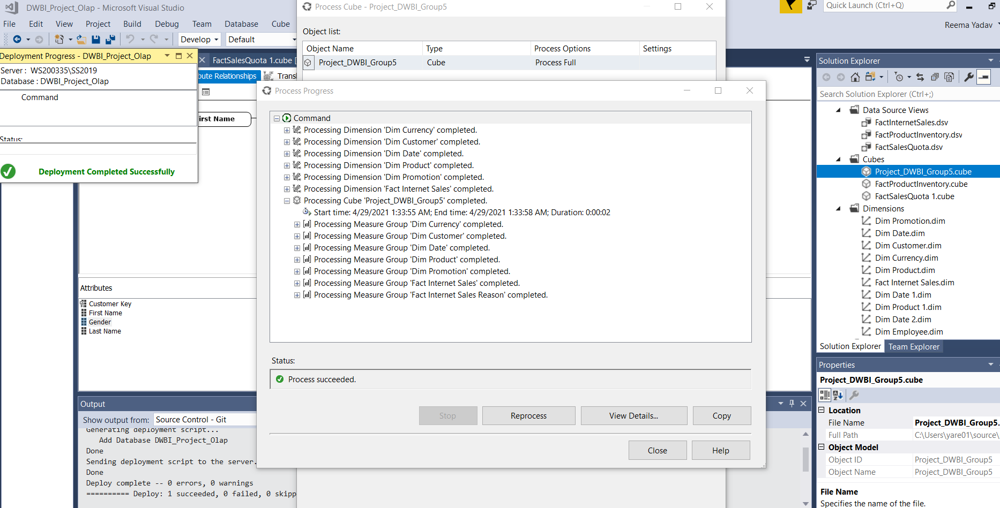 DWBI_Project_Olap - Microsoft Visual Studio
Quick Launch (Ctrl+Q)
File Edit View Project Build Debug Team Database Cube
Reema Yadav
Develop Default
Deployment Progress - DWBI_Project_Olap
Server : WS200335\SS2019
Database : DWBI_Project_Olap
Command
Status:
Deployment Completed Successfully
FactSalesQuota 1.cube
bute Relationships
irst Name
Attributes
Customer Key
First Name
Gender
Last Name
Output
Show output from: Source Control - Git
Generating deployment script...
Add Database DWBI_Project_Olap
Done
Sending deployment script to the server.
Done
Deploy complete -- 0 errors, 0 warnings
========== Deploy: 1 succeeded, 0 failed, 0 skipp
Process Cube - Project_DWBI_Group5
Object list:
Object Name Type Process Options Settings
Project_DWBI_Group5 Cube Process Full
Process Progress
Command
Processing Dimension 'Dim Currency' completed.
Processing Dimension 'Dim Customer' completed.
Processing Dimension 'Dim Date' completed.
Processing Dimension 'Dim Product' completed.
Processing Dimension 'Dim Promotion' completed.
Processing Dimension 'Fact Internet Sales' completed.
Processing Cube 'Project_DWBI_Group5' completed.
Start time: 4/29/2021 1:33:55 AM; End time: 4/29/2021 1:33:58 AM; Duration: 0:00:02
Processing Measure Group 'Dim Currency' completed.
Processing Measure Group 'Dim Customer' completed.
Processing Measure Group 'Dim Date' completed.
Processing Measure Group 'Dim Product' completed.
Processing Measure Group 'Dim Promotion' completed.
Processing Measure Group 'Fact Internet Sales' completed.
Processing Measure Group 'Fact Internet Sales Reason' completed.
Status:
Process succeeded.
Stop Reprocess View Details... Copy
Close Help
Solution Explorer
Search Solution Explorer (Ctrl+;)
Data Source Views
FactInternetSales.dsv
FactProductInventory.dsv
FactSalesQuota.dsv
Cubes
Project_DWBI_Group5.cube
FactProductInventory.cube
FactSalesQuota 1.cube
Dimensions
Dim Promotion.dim
Dim Date.dim
Dim Customer.dim
Dim Currency.dim
Dim Product.dim
Fact Internet Sales.dim
Dim Date 1.dim
Dim Product 1.dim
Dim Date 2.dim
Dim Employee.dim
Solution Explorer Team Explorer
Properties
Project_DWBI_Group5.cube
Location
File Name Project_DWBI_Group5.
Full Path C:\Users\yare01\source\
Object Model
Object ID Project_DWBI_Group5
Object Name Project_DWBI_Group5
File Name
Specifies the name of the file.